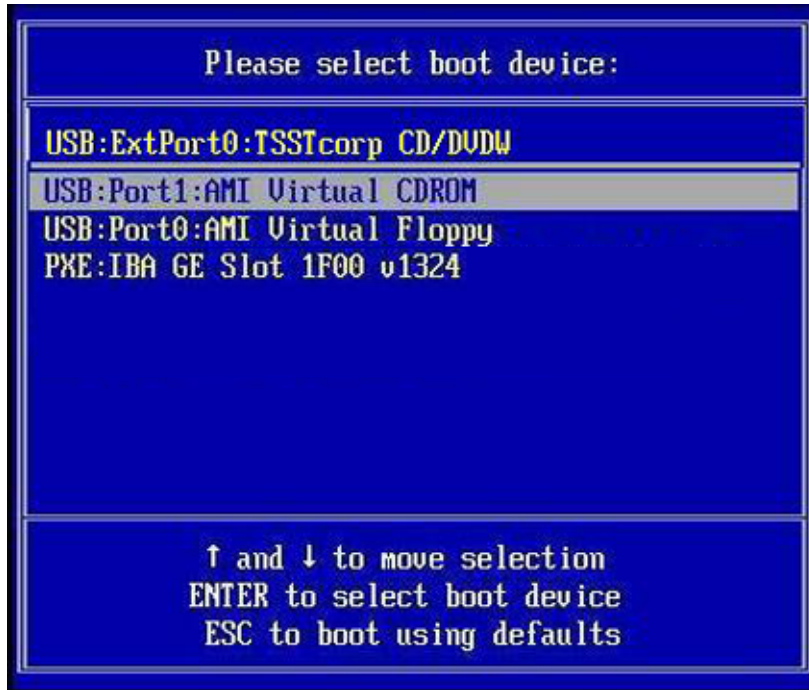 Please select boot device:
USB:ExtPort0:TSSTcorp CD/DVDW
USB:Port1:AMI Virtual CDROM
USB:Port0:AMI Virtual Floppy
PXE:IBA GE Slot 1F00 v1324
↑ and ↓ to move selection
ENTER to select boot device
ESC to boot using defaults